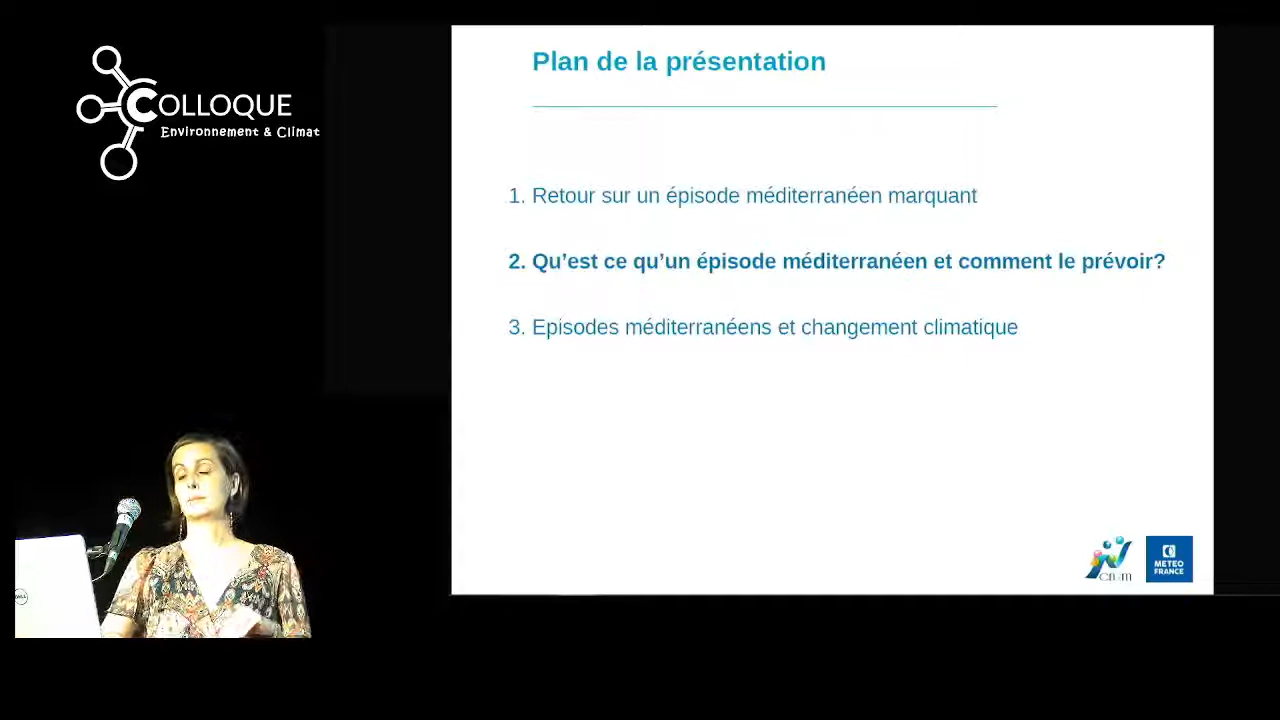 COLLOQUE
Environnement & Climat
Plan de la présentation
1. Retour sur un épisode méditerranéen marquant
2. Qu’est ce qu’un épisode méditerranéen et comment le prévoir?
3. Episodes méditerranéens et changement climatique
METEO
FRANCE
DELL